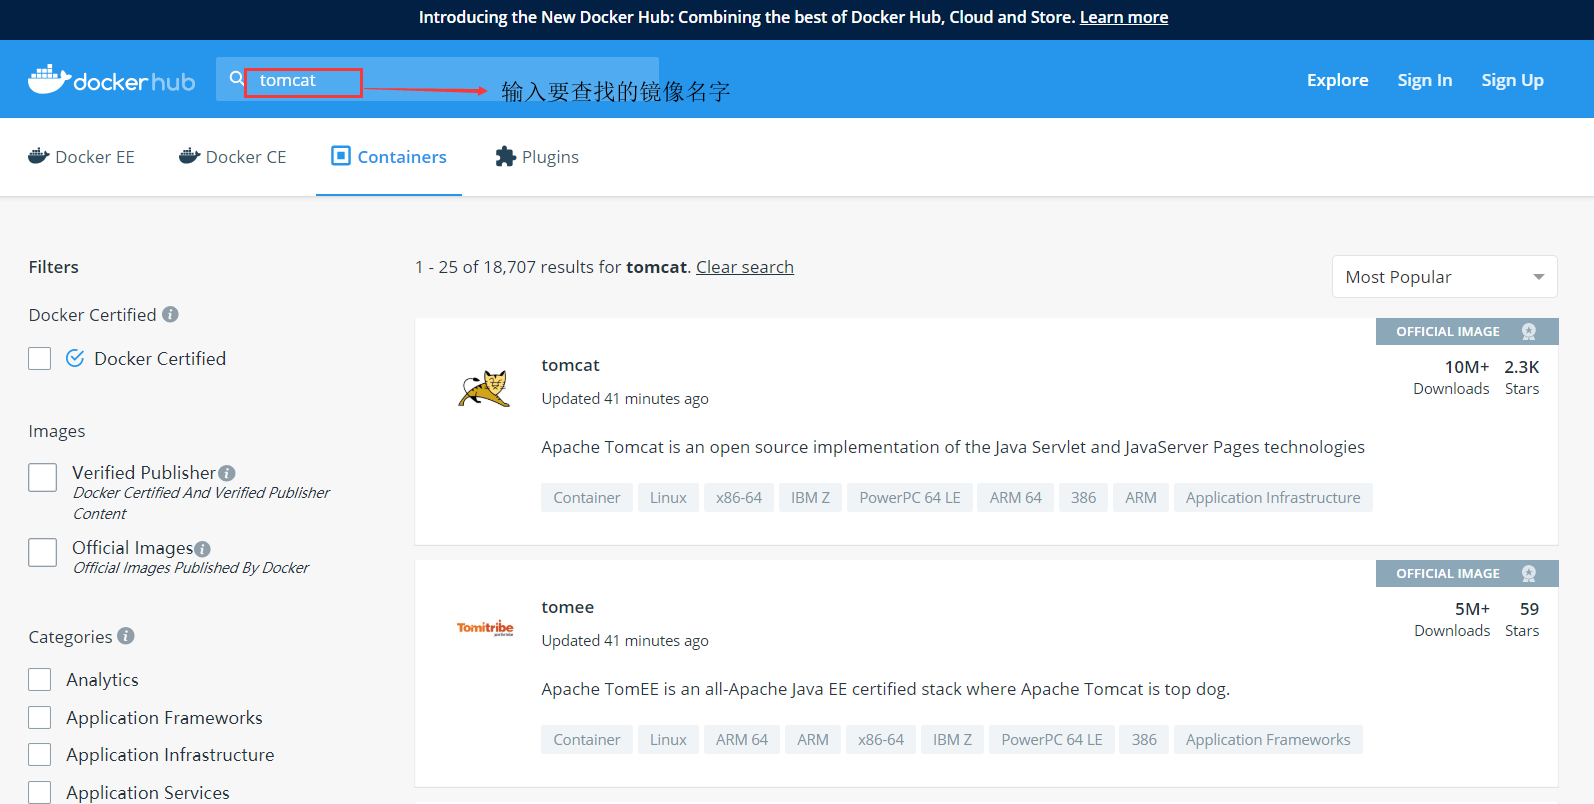 Introducing the New Docker Hub: Combining the best of Docker Hub, Cloud and Store. Learn more
docker hub
tomcat
输入要查找的镜像名字
Explore
Sign In
Sign Up
Docker EE
Docker CE
Containers
Plugins
Filters
Docker Certified
Docker Certified
Images
Verified Publisher
Docker Certified And Verified Publisher
Content
Official Images
Official Images Published By Docker
Categories
Analytics
Application Frameworks
Application Infrastructure
Application Services
1 - 25 of 18,707 results for tomcat. Clear search
Most Popular
OFFICIAL IMAGE
tomcat
Updated 41 minutes ago
10M+ 2.3K
Downloads Stars
Apache Tomcat is an open source implementation of the Java Servlet and JavaServer Pages technologies
Container Linux x86-64 IBM Z PowerPC 64 LE ARM 64 386 ARM Application Infrastructure
OFFICIAL IMAGE
Tomitribe
tomee
Updated 41 minutes ago
5M+ 59
Downloads Stars
Apache TomEE is an all-Apache Java EE certified stack where Apache Tomcat is top dog.
Container Linux ARM 64 ARM x86-64 IBM Z PowerPC 64 LE 386 Application Frameworks